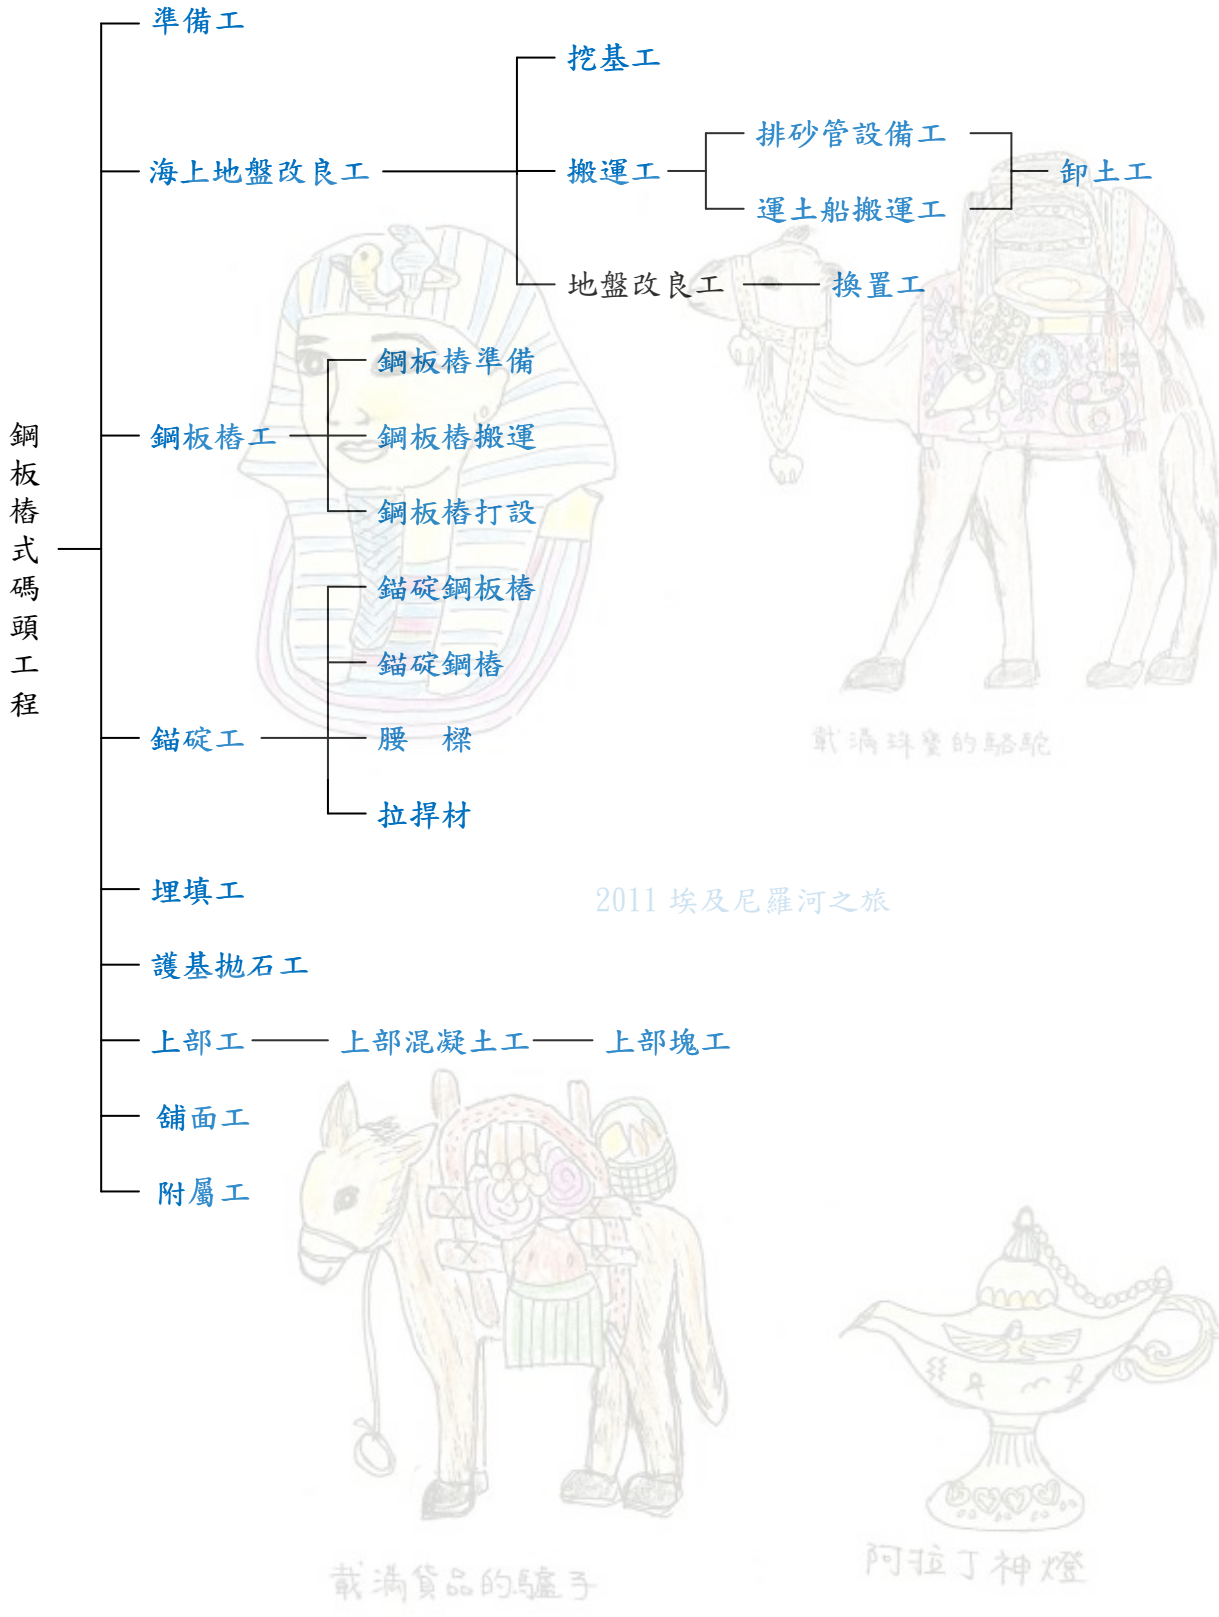 準備工
挖基工
排砂管設備工
海上地盤改良工
搬運工
卸土工
運土船搬運工
地盤改良工
換置工
鋼板樁準備
鋼板樁式碼頭工程
鋼板樁工
鋼板樁搬運
鋼板樁打設
錨碇鋼板樁
錨碇鋼樁
錨碇工
腰 樑
載滿珠寶的駱駝
拉捍材
埋填工
2011 埃及尼羅河之旅
護基拋石工
上部工
上部混凝土工
上部塊工
舖面工
附屬工
阿拉丁神燈
載滿貨品的驢子